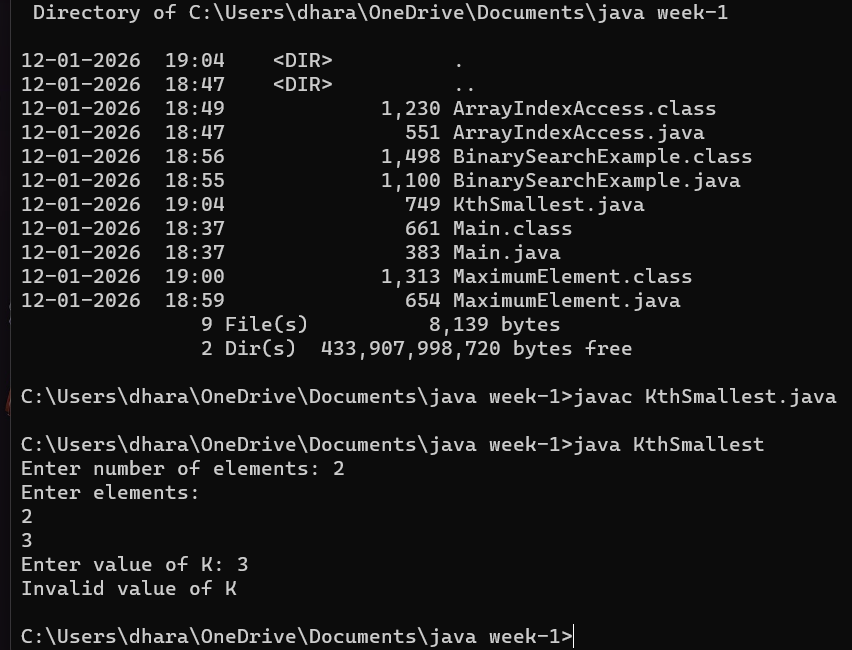 Directory of C:\Users\dhara\OneDrive\Documents\java week-1
12-01-2026  19:04    <DIR>          .
12-01-2026  18:47    <DIR>          ..
12-01-2026  18:49             1,230 ArrayIndexAccess.class
12-01-2026  18:47               551 ArrayIndexAccess.java
12-01-2026  18:56             1,498 BinarySearchExample.class
12-01-2026  18:55             1,100 BinarySearchExample.java
12-01-2026  19:04               749 KthSmallest.java
12-01-2026  18:37               661 Main.class
12-01-2026  18:37               383 Main.java
12-01-2026  19:00             1,313 MaximumElement.class
12-01-2026  18:59               654 MaximumElement.java
9 File(s)          8,139 bytes
2 Dir(s)  433,907,998,720 bytes free
C:\Users\dhara\OneDrive\Documents\java week-1>javac KthSmallest.java
C:\Users\dhara\OneDrive\Documents\java week-1>java KthSmallest
Enter number of elements: 2
Enter elements:
2
3
Enter value of K: 3
Invalid value of K
C:\Users\dhara\OneDrive\Documents\java week-1>